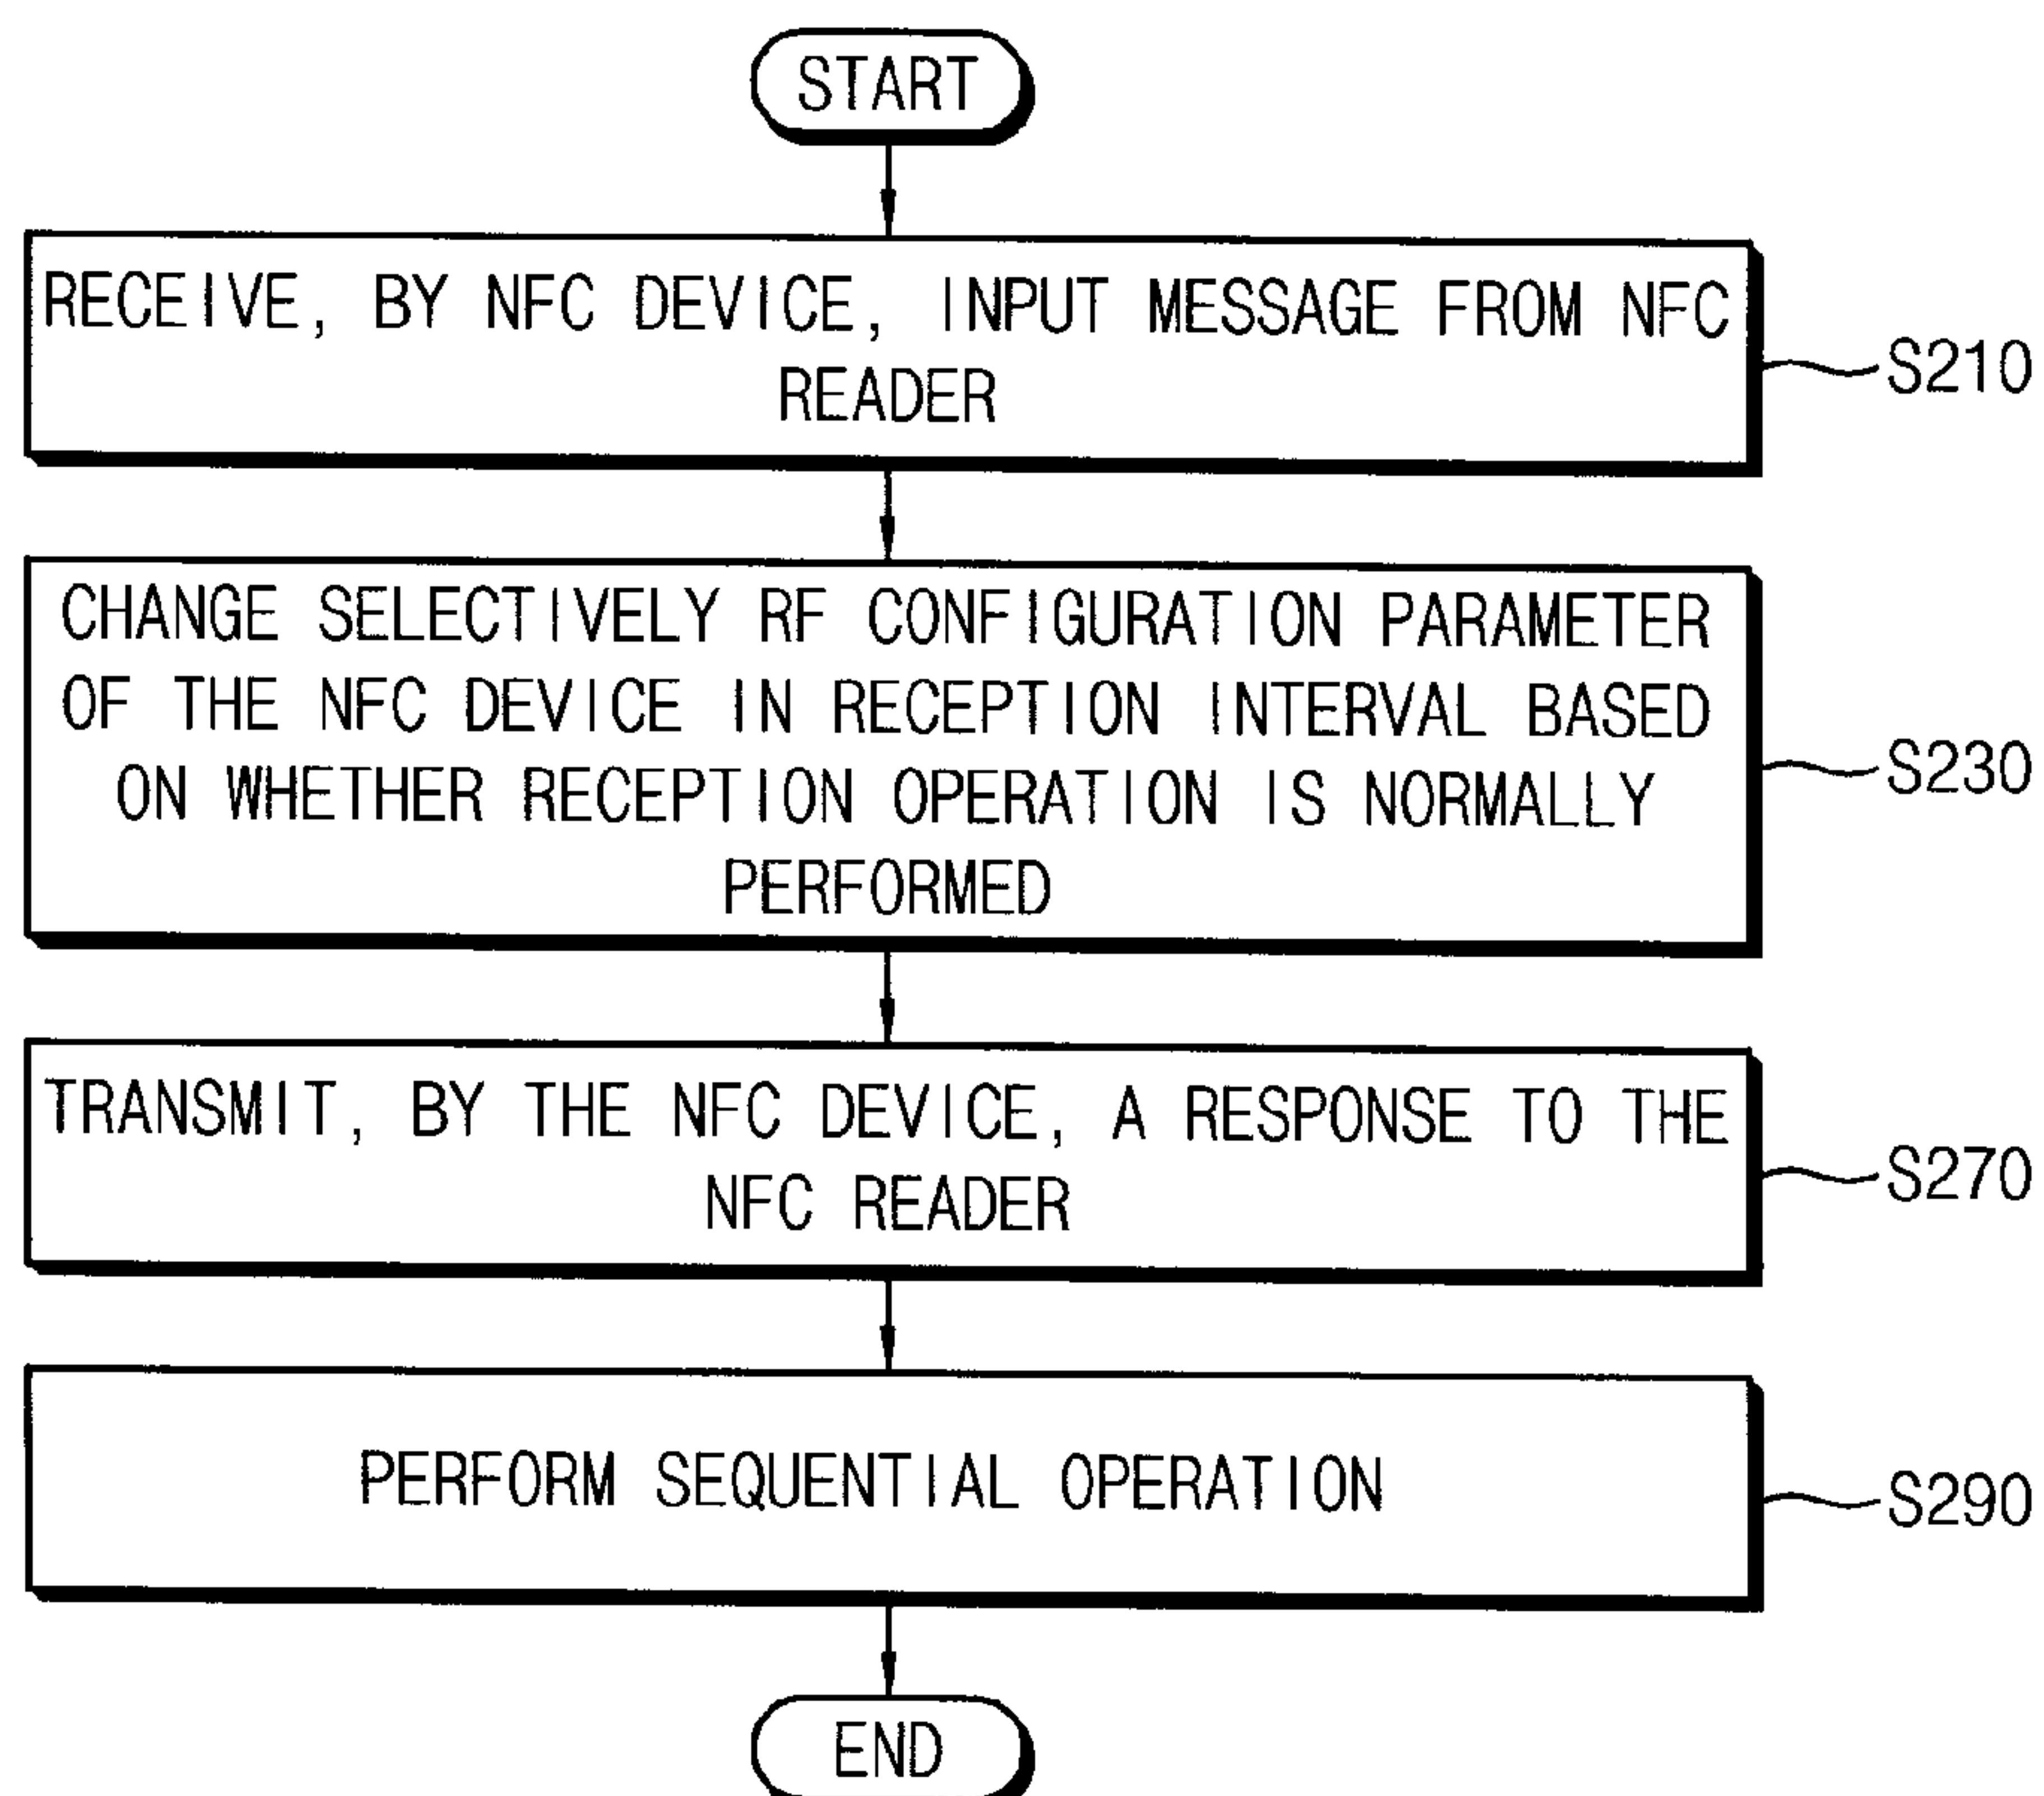 START
RECEIVE, BY NFC DEVICE, INPUT MESSAGE FROM NFC
READER
S210
CHANGE SELECTIVELY RF CONFIGURATION PARAMETER
OF THE NFC DEVICE IN RECEPTION INTERVAL BASED
ON WHETHER RECEPTION OPERATION IS NORMALLY
PERFORMED
S230
TRANSMIT, BY THE NFC DEVICE, A RESPONSE TO THE
NFC READER
S270
PERFORM SEQUENTIAL OPERATION
S290
END